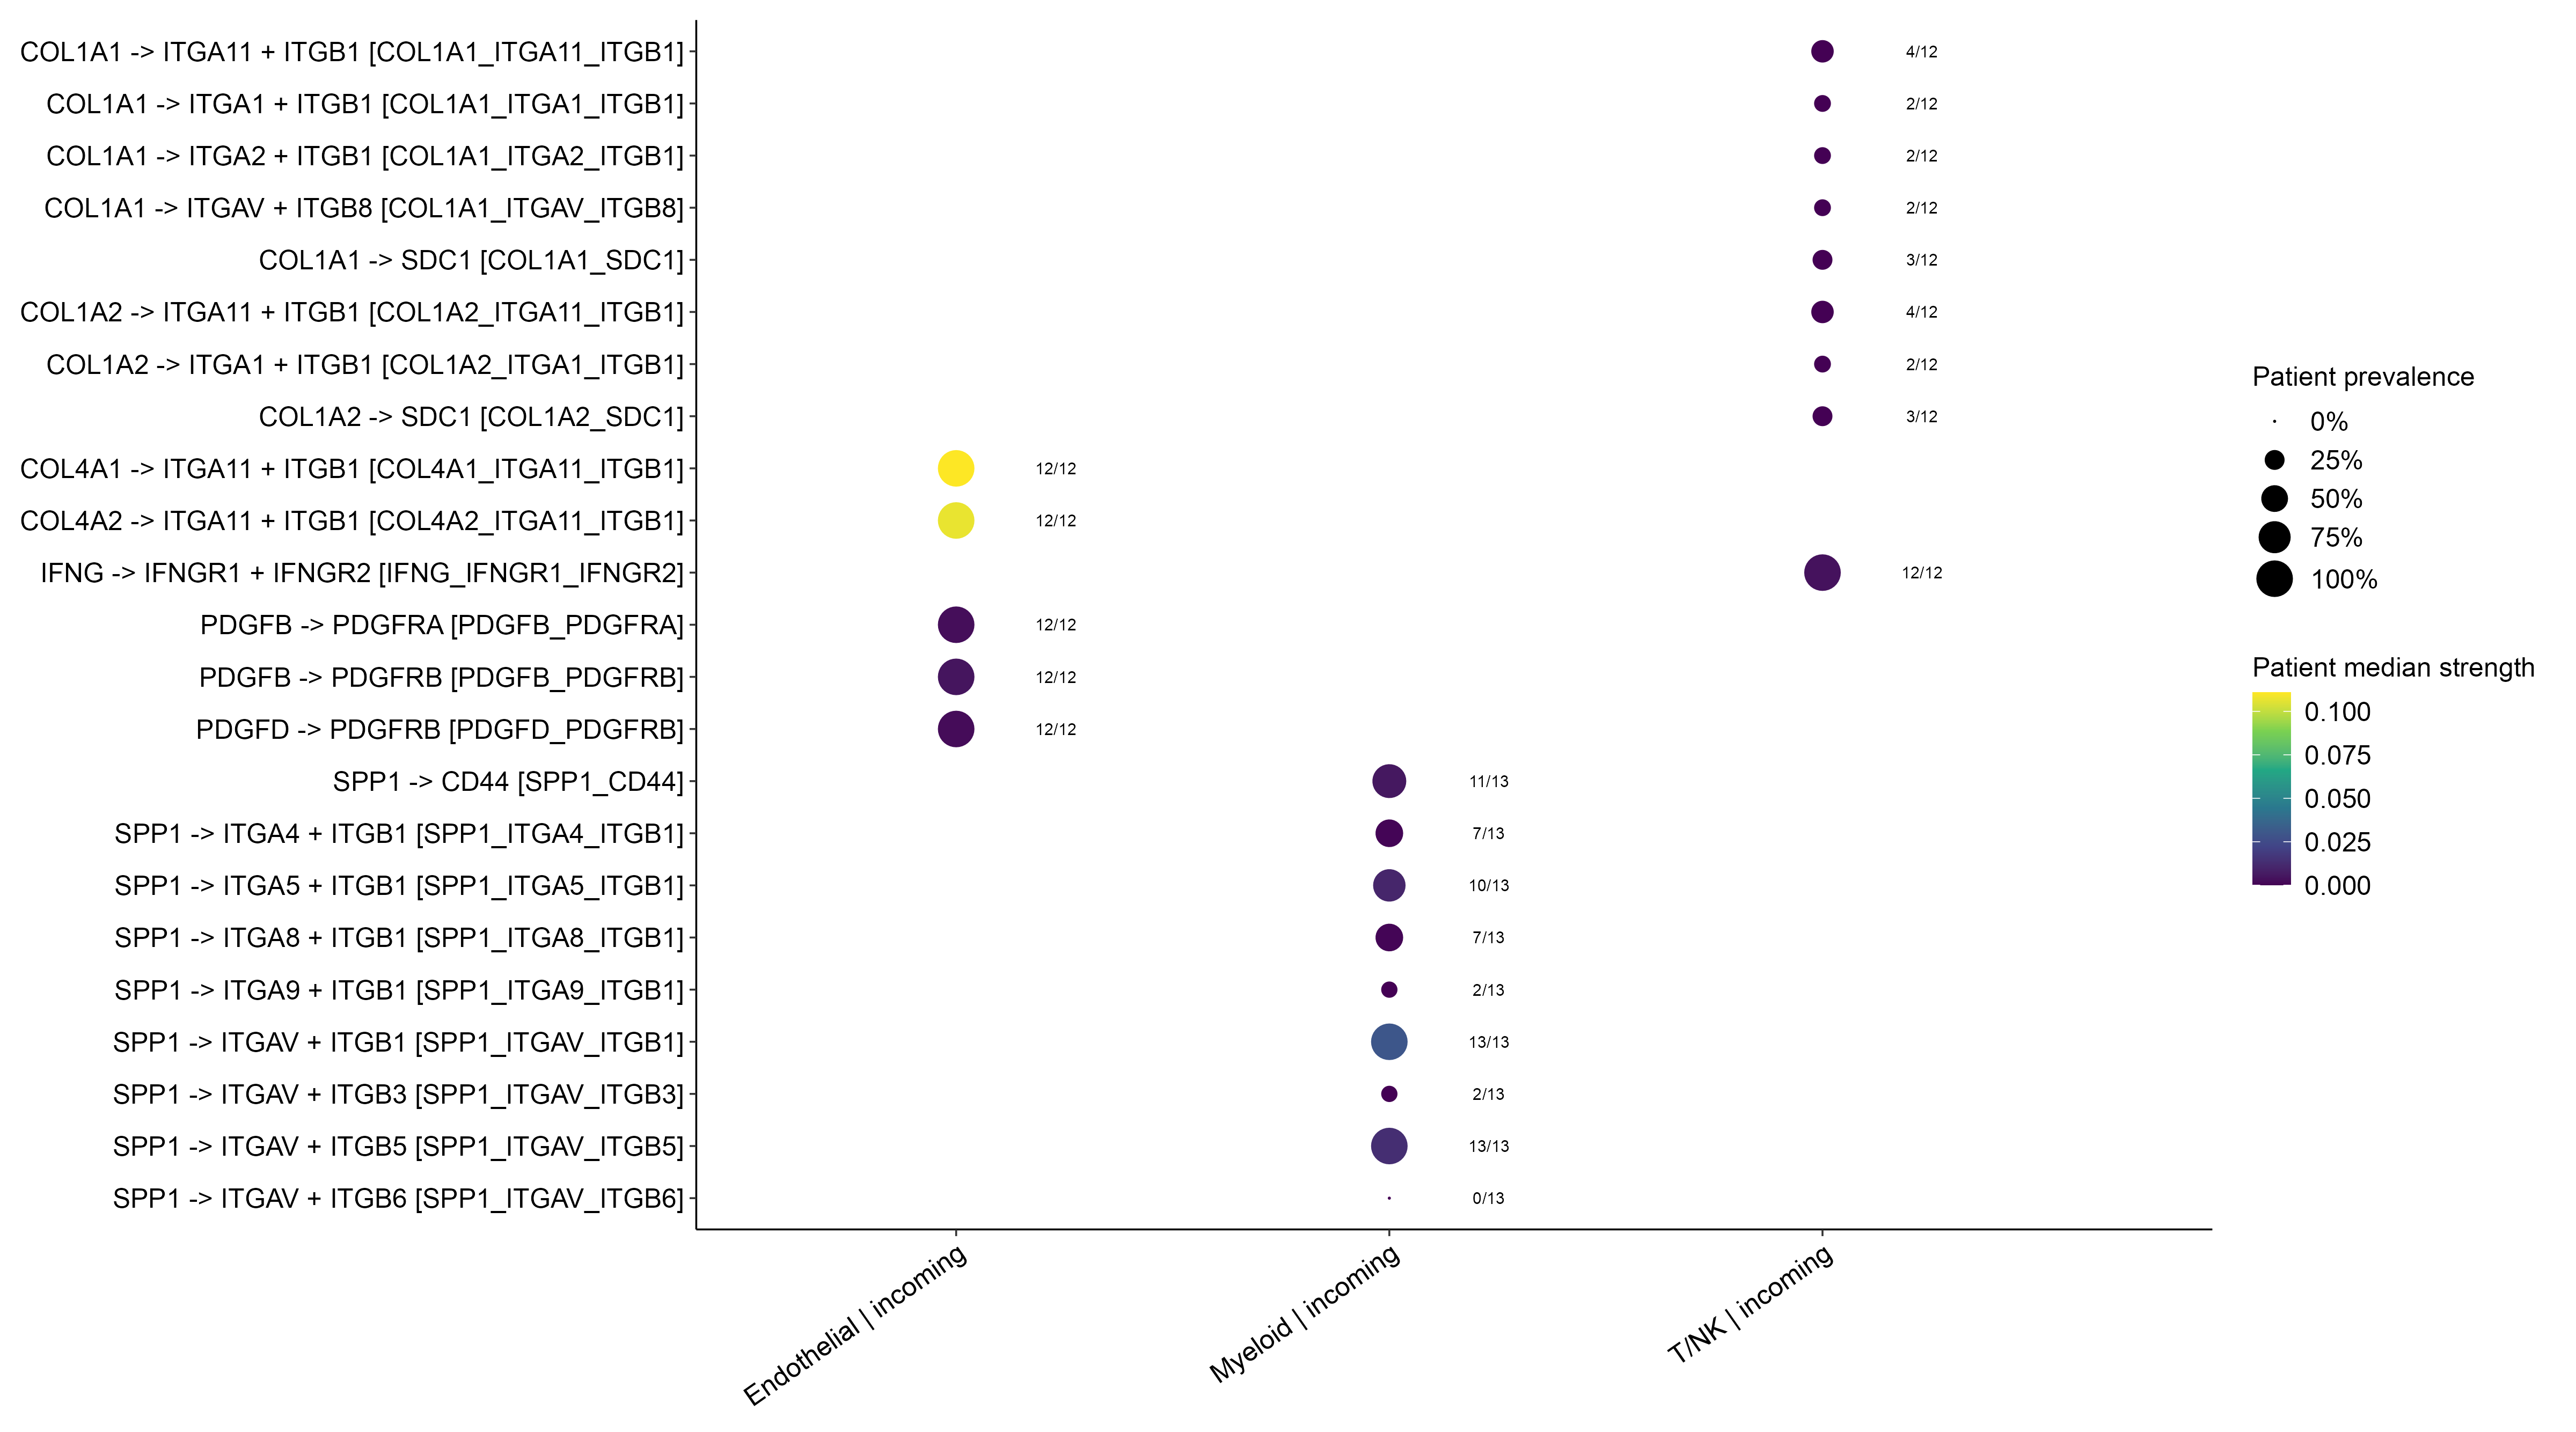 COL1A1 -> ITGA11 + ITGB1 [COL1A1_ITGA11_ITGB1] 4/12
COL1A1 -> ITGA1 + ITGB1 [COL1A1_ITGA1_ITGB1] 2/12
COL1A1 -> ITGA2 + ITGB1 [COL1A1_ITGA2_ITGB1] 2/12
COL1A1 -> ITGAV + ITGB8 [COL1A1_ITGAV_ITGB8] 2/12
COL1A1 -> SDC1 [COL1A1_SDC1] 3/12
COL1A2 -> ITGA11 + ITGB1 [COL1A2_ITGA11_ITGB1] 4/12
COL1A2 -> ITGA1 + ITGB1 [COL1A2_ITGA1_ITGB1] 2/12
COL1A2 -> SDC1 [COL1A2_SDC1] 3/12
COL4A1 -> ITGA11 + ITGB1 [COL4A1_ITGA11_ITGB1] 12/12
COL4A2 -> ITGA11 + ITGB1 [COL4A2_ITGA11_ITGB1] 12/12
IFNG -> IFNGR1 + IFNGR2 [IFNG_IFNGR1_IFNGR2] 12/12
PDGFB -> PDGFRA [PDGFB_PDGFRA] 12/12
PDGFB -> PDGFRB [PDGFB_PDGFRB] 12/12
PDGFD -> PDGFRB [PDGFD_PDGFRB] 12/12
SPP1 -> CD44 [SPP1_CD44] 11/13
SPP1 -> ITGA4 + ITGB1 [SPP1_ITGA4_ITGB1] 7/13
SPP1 -> ITGA5 + ITGB1 [SPP1_ITGA5_ITGB1] 10/13
SPP1 -> ITGA8 + ITGB1 [SPP1_ITGA8_ITGB1] 7/13
SPP1 -> ITGA9 + ITGB1 [SPP1_ITGA9_ITGB1] 2/13
SPP1 -> ITGAV + ITGB1 [SPP1_ITGAV_ITGB1] 13/13
SPP1 -> ITGAV + ITGB3 [SPP1_ITGAV_ITGB3] 2/13
SPP1 -> ITGAV + ITGB5 [SPP1_ITGAV_ITGB5] 13/13
SPP1 -> ITGAV + ITGB6 [SPP1_ITGAV_ITGB6] 0/13
Endothelial | incoming
Myeloid | incoming
T/NK | incoming
Patient prevalence
0%
25%
50%
75%
100%
Patient median strength
0.100
0.075
0.050
0.025
0.000